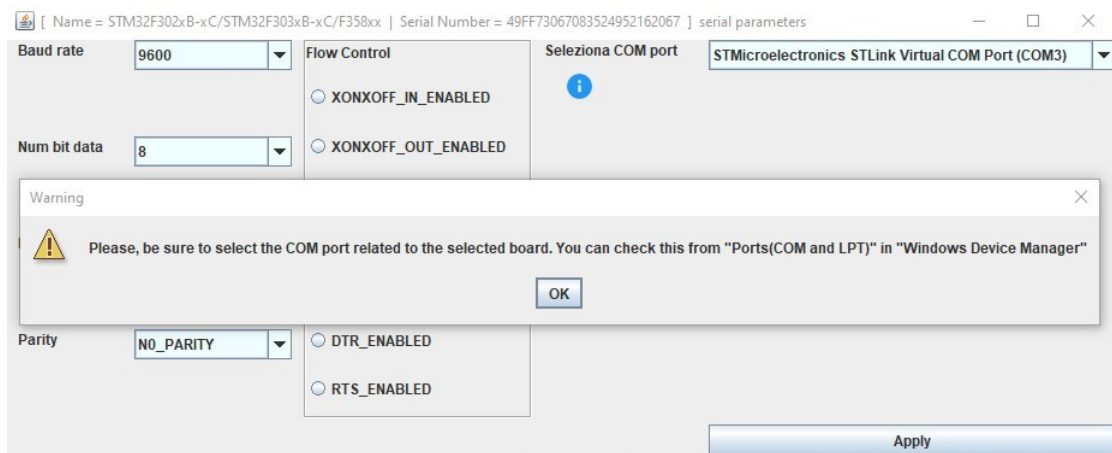 [ Name = STM32F302xB-xC/STM32F303xB-xC/F358xx | Serial Number = 49FF73067083524952162067 ] serial parameters
Baud rate
9600
Flow Control
Seleziona COM port
STMicroelectronics STLink Virtual COM Port (COM3)
XONXOFF_IN_ENABLED
Num bit data
8
XONXOFF_OUT_ENABLED
Warning
Please, be sure to select the COM port related to the selected board. You can check this from "Ports(COM and LPT)" in "Windows Device Manager"
OK
Parity
N0_PARITY
DTR_ENABLED
RTS_ENABLED
Apply